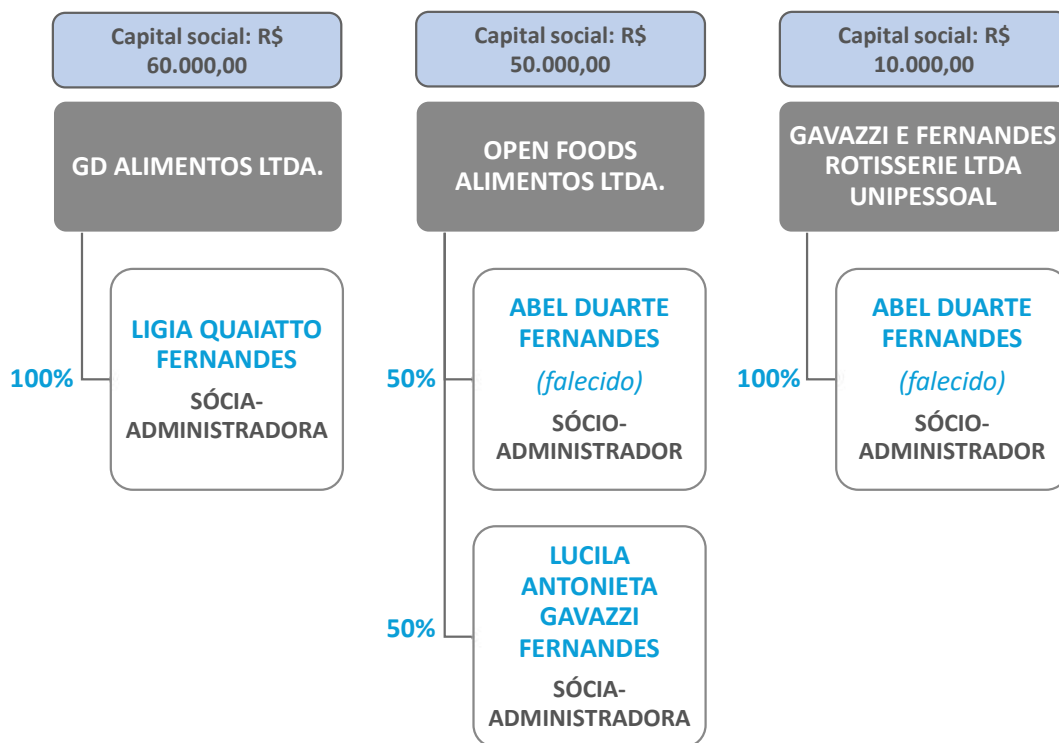 Capital social: R$
60.000,00
GD ALIMENTOS LTDA.
100%
LIGIA QUAIATTO
FERNANDES
SÓCIA-
ADMINISTRADORA
Capital social: R$
50.000,00
OPEN FOODS
ALIMENTOS LTDA.
50%
ABEL DUARTE
FERNANDES
(falecido)
SÓCIO-
ADMINISTRADOR
50%
LUCILA
ANTONIETA
GAVAZZI
FERNANDES
SÓCIA-
ADMINISTRADORA
Capital social: R$
10.000,00
GAVAZZI E FERNANDES
ROTISSERIE LTDA
UNIPESSOAL
100%
ABEL DUARTE
FERNANDES
(falecido)
SÓCIO-
ADMINISTRADOR